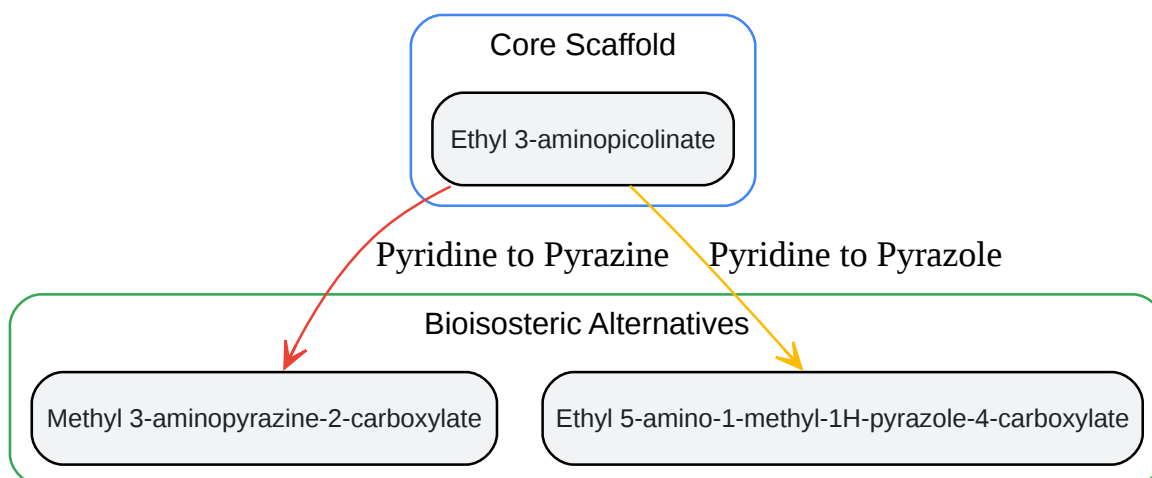 Core Scaffold
Ethyl 3-aminopicolinate
Pyridine to Pyrazine
Pyridine to Pyrazole
Bioisosteric Alternatives
Methyl 3-aminopyrazine-2-carboxylate
Ethyl 5-amino-1-methyl-1H-pyrazole-4-carboxylate